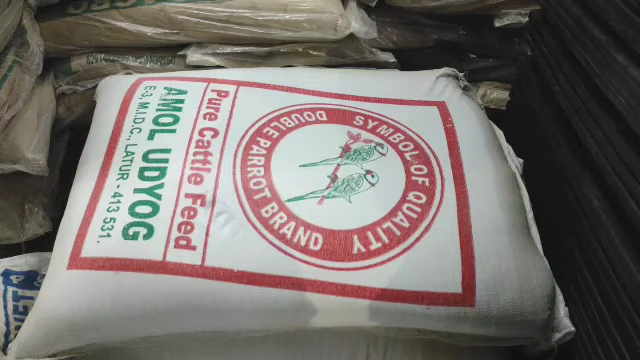 SYMBOL OF QUALITY
DOUBLE PARROT BRAND
Pure Cattle Feed
AMOL UDYOG
E-3, M.I.D.C., LATUR - 413 531.